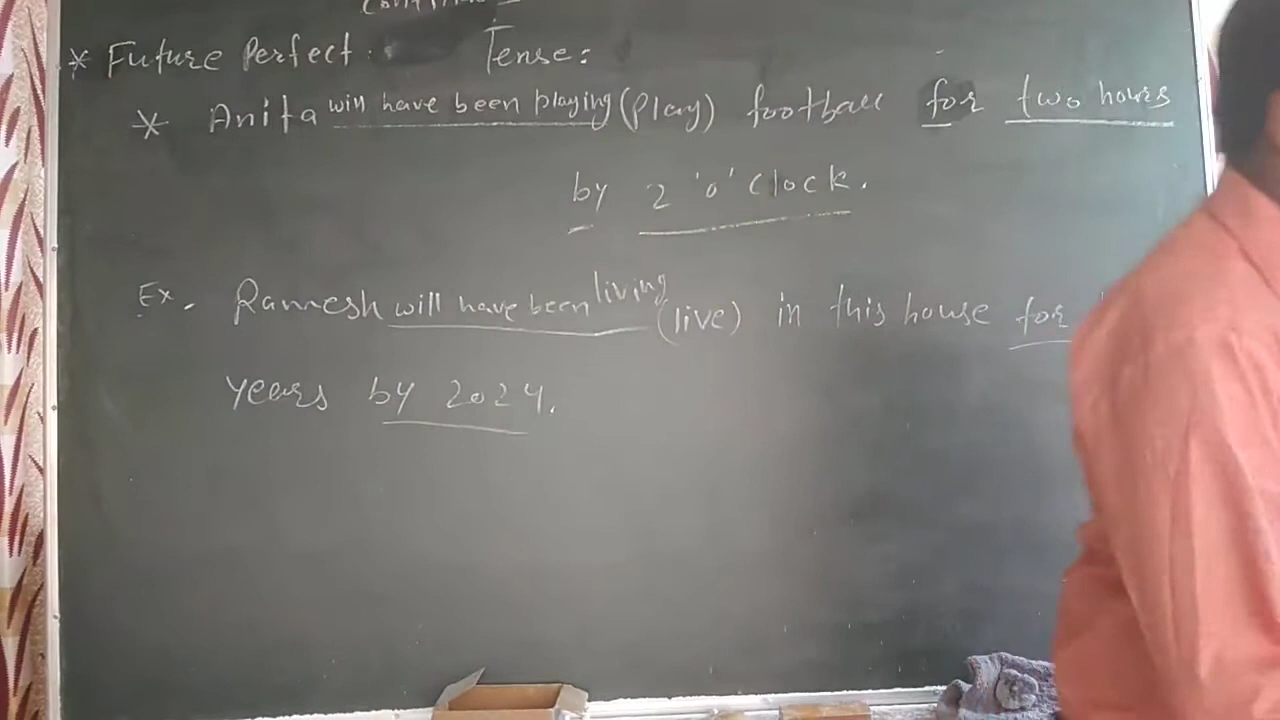 * Future Perfect : Tense :
* Anita will have been playing (play) football for two hours
by 2 'o' clock.
Ex. Ramesh will have been living (live) in this house for
years by 2024.